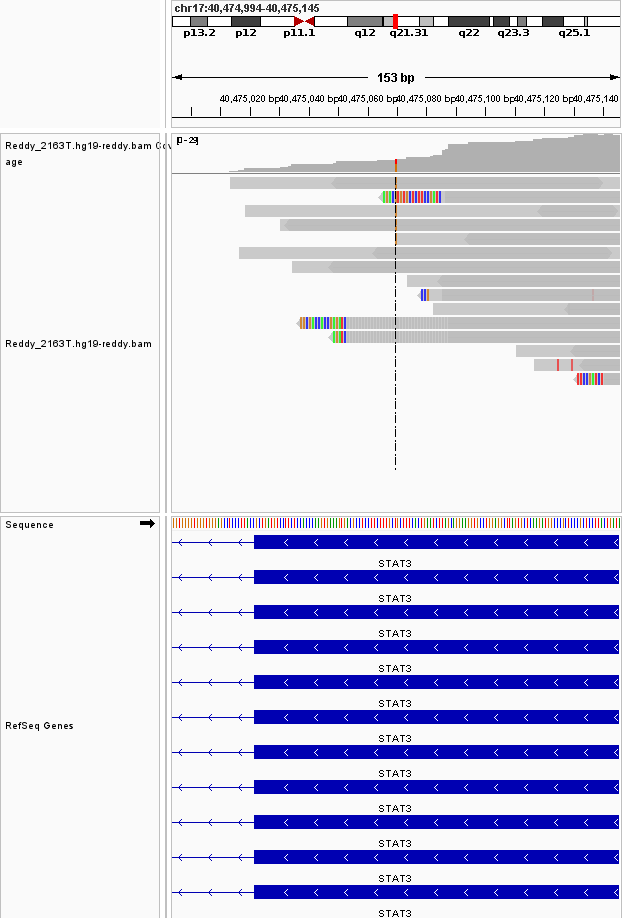 chr17:40,474,994-40,475,145
p13.2 p12 p11.1 q12 q21.31 q22 q23.3 q25.1
153 bp
40,475,020 bp 40,475,040 bp 40,475,060 bp 40,475,080 bp 40,475,100 bp 40,475,120 bp 40,475,140
Reddy_2163T.hg19-reddy.bam Cov
age
[0-29]
Reddy_2163T.hg19-reddy.bam
Sequence
STAT3
STAT3
STAT3
STAT3
STAT3
RefSeq Genes
STAT3
STAT3
STAT3
STAT3
STAT3
STAT3